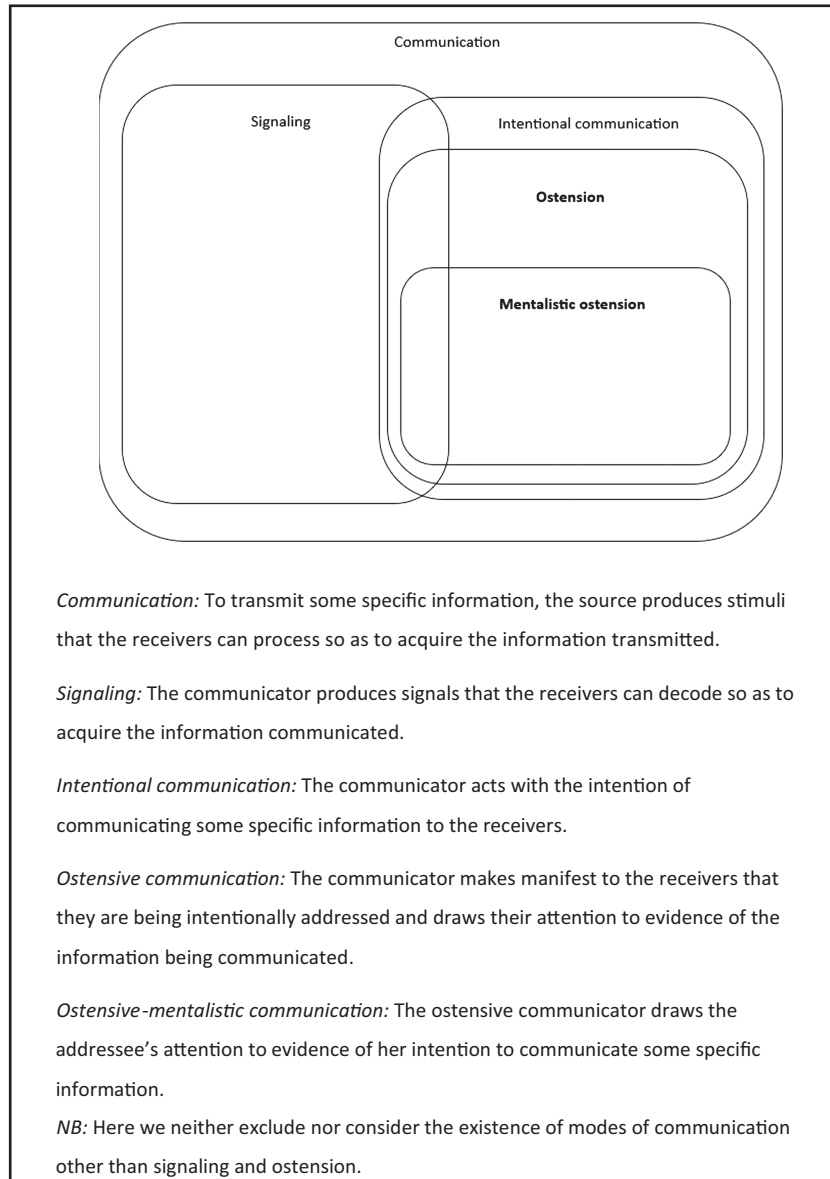 Communication
Signaling
Intentional communication
Ostension
Mentalistic ostension
Communication: To transmit some specific information, the source produces stimuli
that the receivers can process so as to acquire the information transmitted.
Signaling: The communicator produces signals that the receivers can decode so as to
acquire the information communicated.
Intentional communication: The communicator acts with the intention of
communicating some specific information to the receivers.
Ostensive communication: The communicator makes manifest to the receivers that
they are being intentionally addressed and draws their attention to evidence of the
information being communicated.
Ostensive-mentalistic communication: The ostensive communicator draws the
addressee's attention to evidence of her intention to communicate some specific
information.
NB: Here we neither exclude nor consider the existence of modes of communication
other than signaling and ostension.